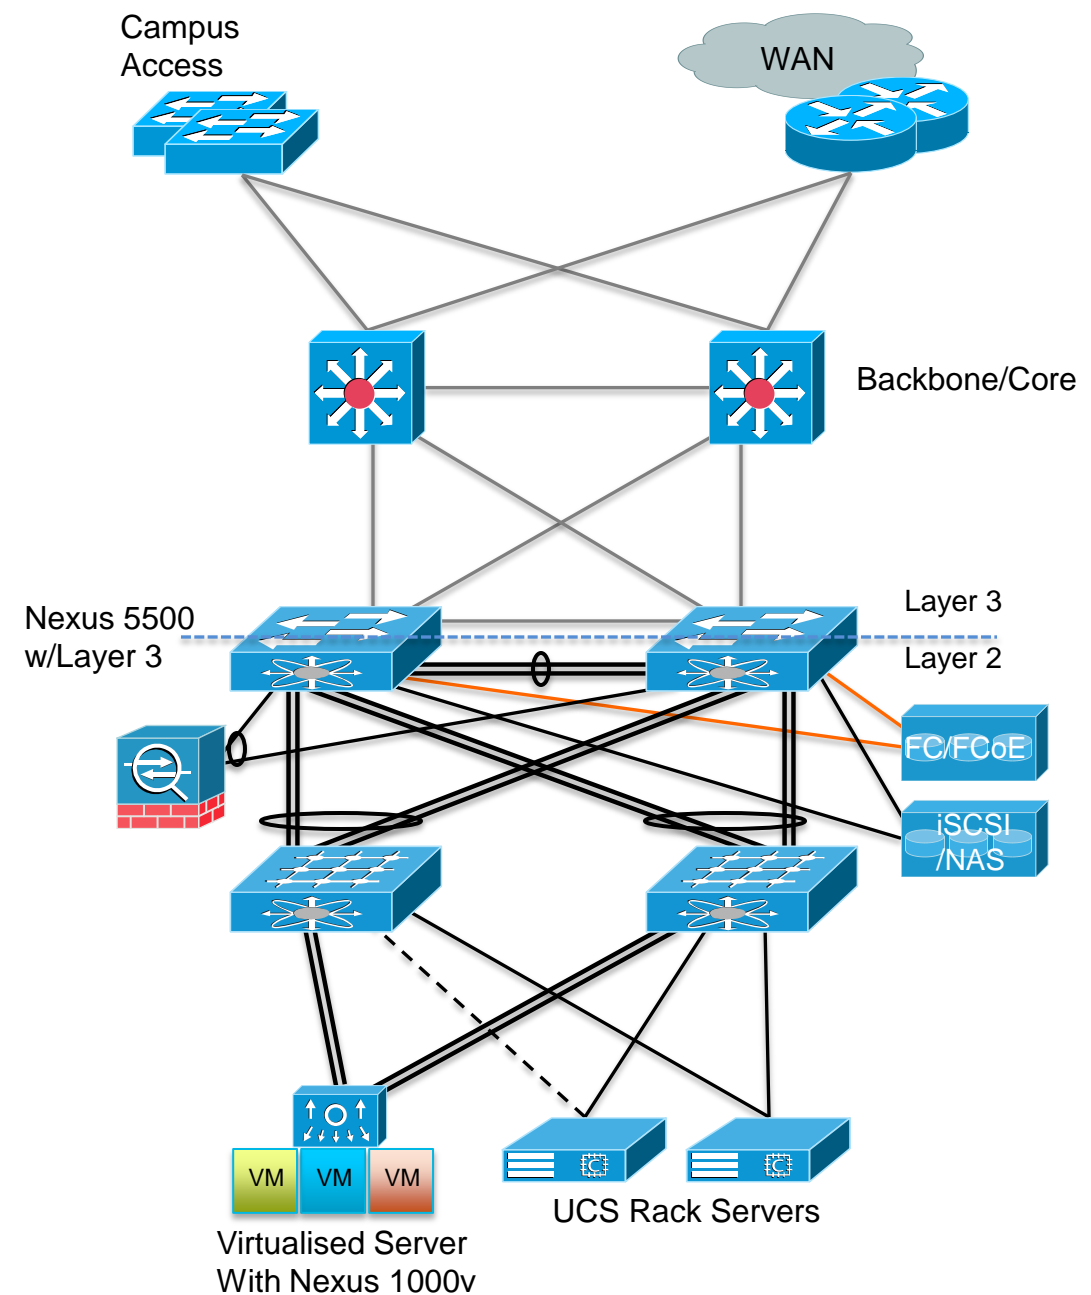 Campus
Access
WAN
Backbone/Core
Nexus 5500
w/Layer 3
Layer 3
Layer 2
FC/FCoE
iSCSI
/NAS
C
C
VM
VM
VM
UCS Rack Servers
Virtualised Server
With Nexus 1000v